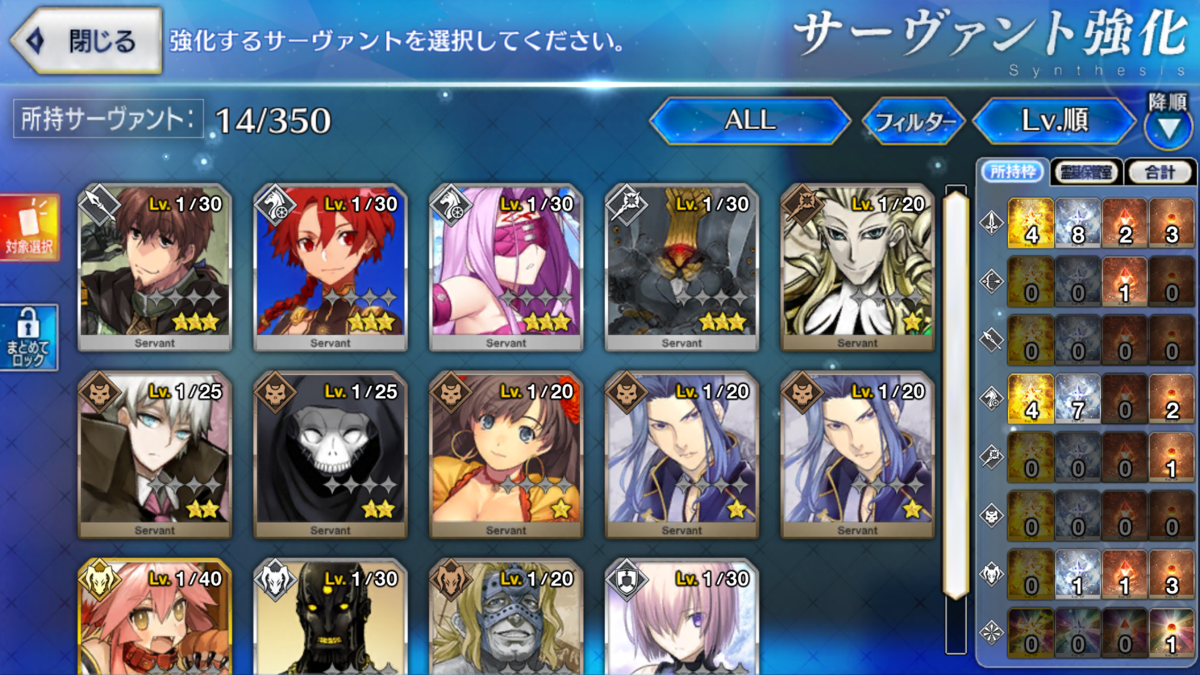 閉じる
強化するサーヴァントを選択してください。
サーヴァント強化
Synthesis
所持サーヴァント: 14/350
ALL
フィルター
Lv.順
降順
所持枠
霊基保管室
合計
対象選択
まとめて
ロック
Lv. 1/30
Lv. 1/30
Lv. 1/30
Lv. 1/30
Lv. 1/20
Servant
Servant
Servant
Servant
Servant
Lv. 1/25
Lv. 1/25
Lv. 1/20
Lv. 1/20
Lv. 1/20
Servant
Servant
Servant
Servant
Servant
Lv. 1/40
Lv. 1/30
Lv. 1/20
Lv. 1/30
4 8 2 3
0 0 1 0
0 0 0 0
4 7 0 2
0 0 0 1
0 0 0 0
0 1 1 3
0 0 0 1